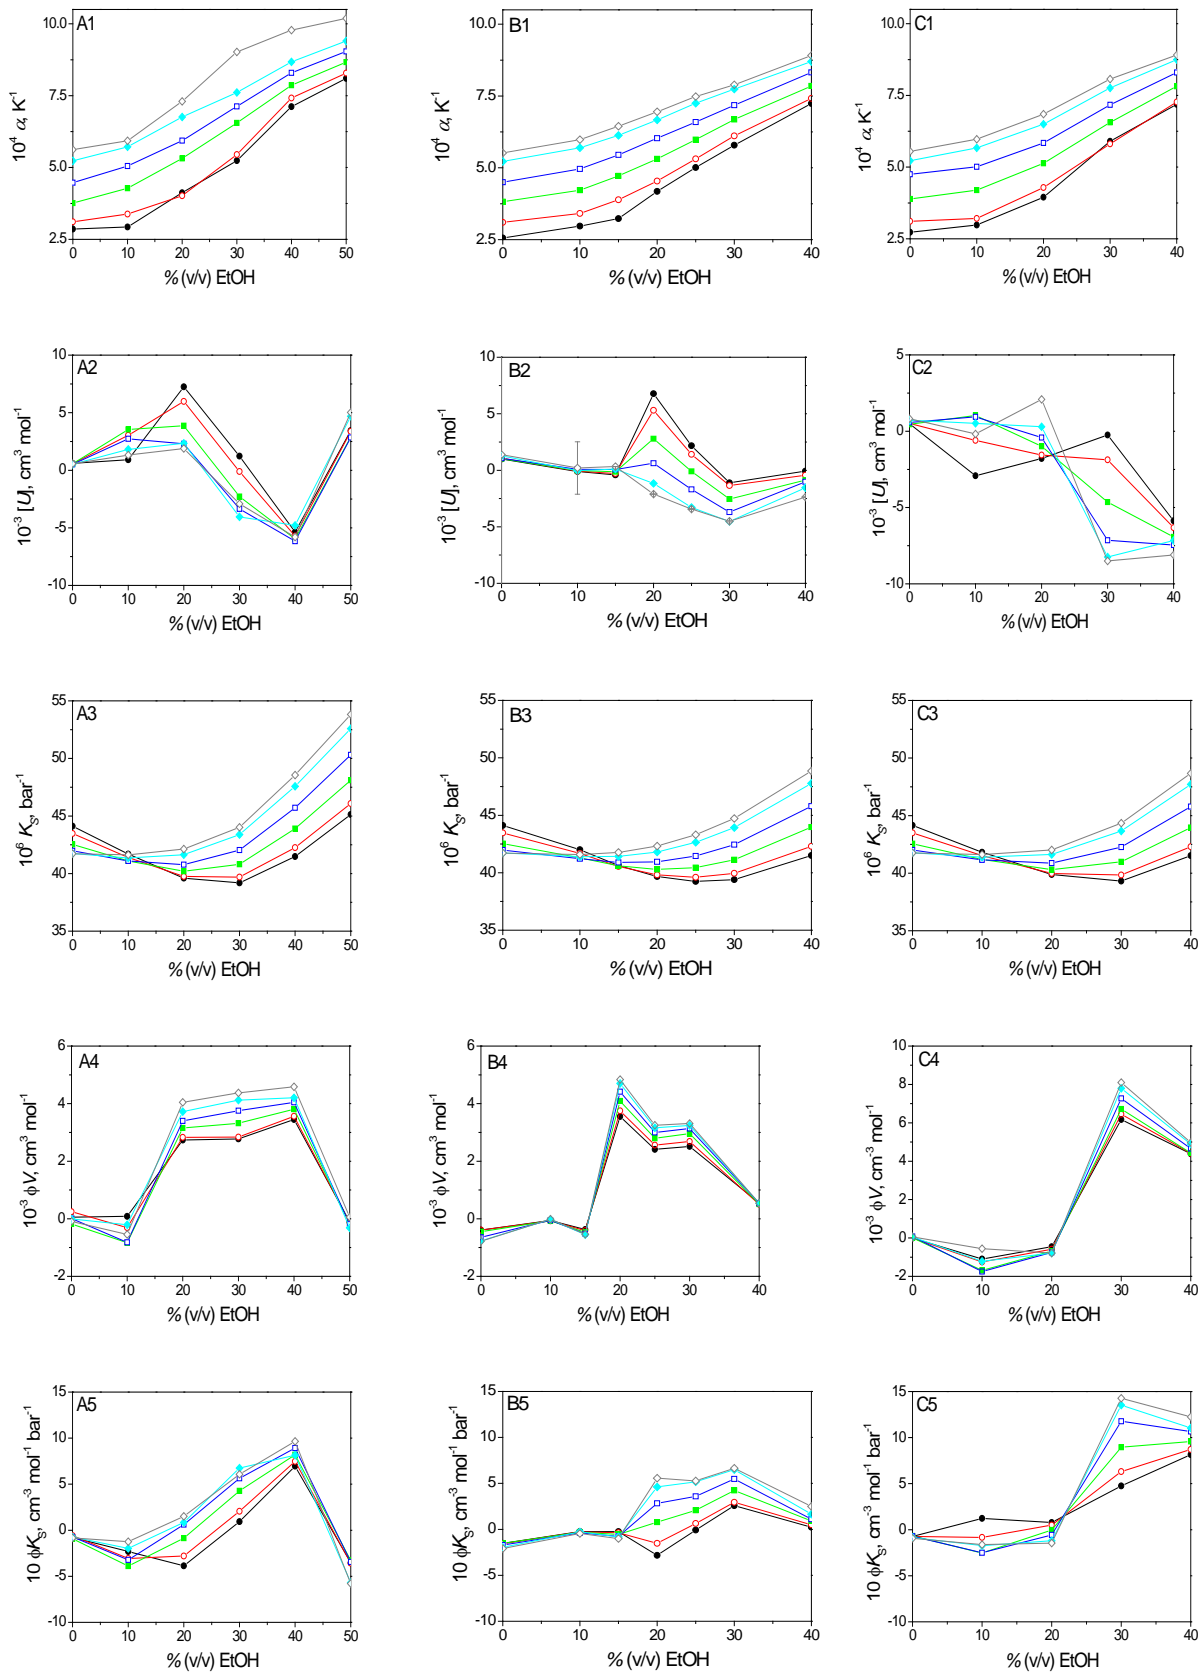 A1
10.0
7.5
5.0
2.5
10⁴ α, K⁻¹
0 10 20 30 40 50
% (v/v) EtOH
B1
10.0
7.5
5.0
2.5
10⁴ α, K⁻¹
0 10 20 30 40
% (v/v) EtOH
C1
10.0
7.5
5.0
2.5
10⁴ α, K⁻¹
0 10 20 30 40
% (v/v) EtOH
A2
10
5
0
-5
-10
10⁻³ [U], cm³ mol⁻¹
0 10 20 30 40 50
% (v/v) EtOH
B2
10
5
0
-5
-10
10⁻³ [U], cm³ mol⁻¹
0 10 20 30 40
% (v/v) EtOH
C2
5
0
-5
-10
10⁻³ [U], cm³ mol⁻¹
0 10 20 30 40
% (v/v) EtOH
A3
55
50
45
40
35
10⁶ Kₛ, bar⁻¹
0 10 20 30 40 50
% (v/v) EtOH
B3
55
50
45
40
35
10⁶ Kₛ, bar⁻¹
0 10 20 30 40
% (v/v) EtOH
C3
55
50
45
40
35
10⁶ Kₛ, bar⁻¹
0 10 20 30 40
% (v/v) EtOH
A4
6
4
2
0
-2
10⁻³ ϕV, cm³ mol⁻¹
0 10 20 30 40 50
% (v/v) EtOH
B4
6
4
2
0
-2
10⁻³ ϕV, cm⁻³ mol⁻¹
0 10 20 30 40
% (v/v) EtOH
C4
10
8
6
4
2
0
-2
10⁻³ ϕV, cm⁻³ mol⁻¹
0 10 20 30 40
% (v/v) EtOH
A5
15
10
5
0
-5
-10
10 ϕKₛ, cm⁻³ mol⁻¹ bar⁻¹
0 10 20 30 40 50
% (v/v) EtOH
B5
15
10
5
0
-5
-10
10 ϕKₛ, cm⁻³ mol⁻¹ bar⁻¹
0 10 20 30 40
% (v/v) EtOH
C5
15
10
5
0
-5
-10
10 ϕKₛ, cm⁻³ mol⁻¹ bar⁻¹
0 10 20 30 40
% (v/v) EtOH